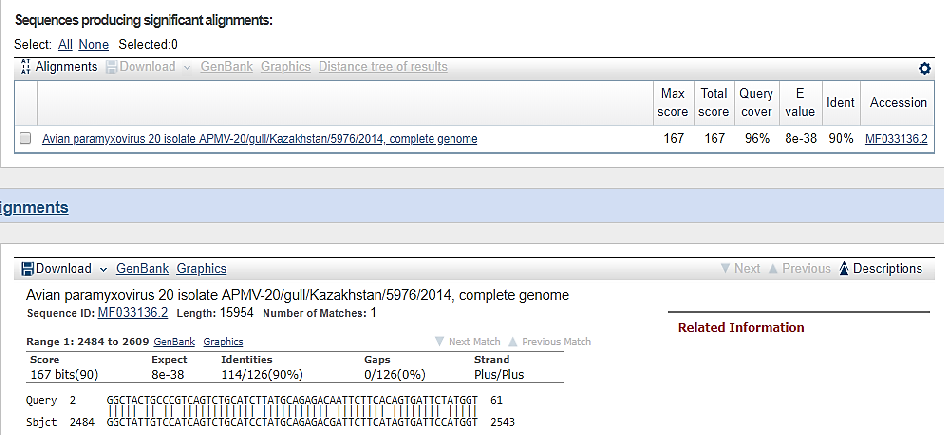 Sequences producing significant alignments:
Select: All None Selected:0
Alignments Download GenBank Graphics Distance tree of results
Max score Total score Query cover E value Ident Accession
Avian paramyxovirus 20 isolate APMV-20/gull/Kazakhstan/5976/2014, complete genome 167 167 96% 8e-38 90% MF033136.2
ignments
Download GenBank Graphics Next Previous Descriptions
Avian paramyxovirus 20 isolate APMV-20/gull/Kazakhstan/5976/2014, complete genome
Sequence ID: MF033136.2 Length: 15954 Number of Matches: 1
Related Information
Range 1: 2484 to 2609 GenBank Graphics Next Match Previous Match
Score Expect Identities Gaps Strand
167 bits(90) 8e-38 114/126(90%) 0/126(0%) Plus/Plus
Query 2 GGCTACTGCCCGTCAGTCTGCATCTTATGCAGAGACAATTCTTCACAGTGATTCTATGGT 61
Sbjct 2484 GGCTATTGTCCATCAGTCTGCATCCTATGCAGAGACGATTCTTCATAGTGATTCCATGGT 2543